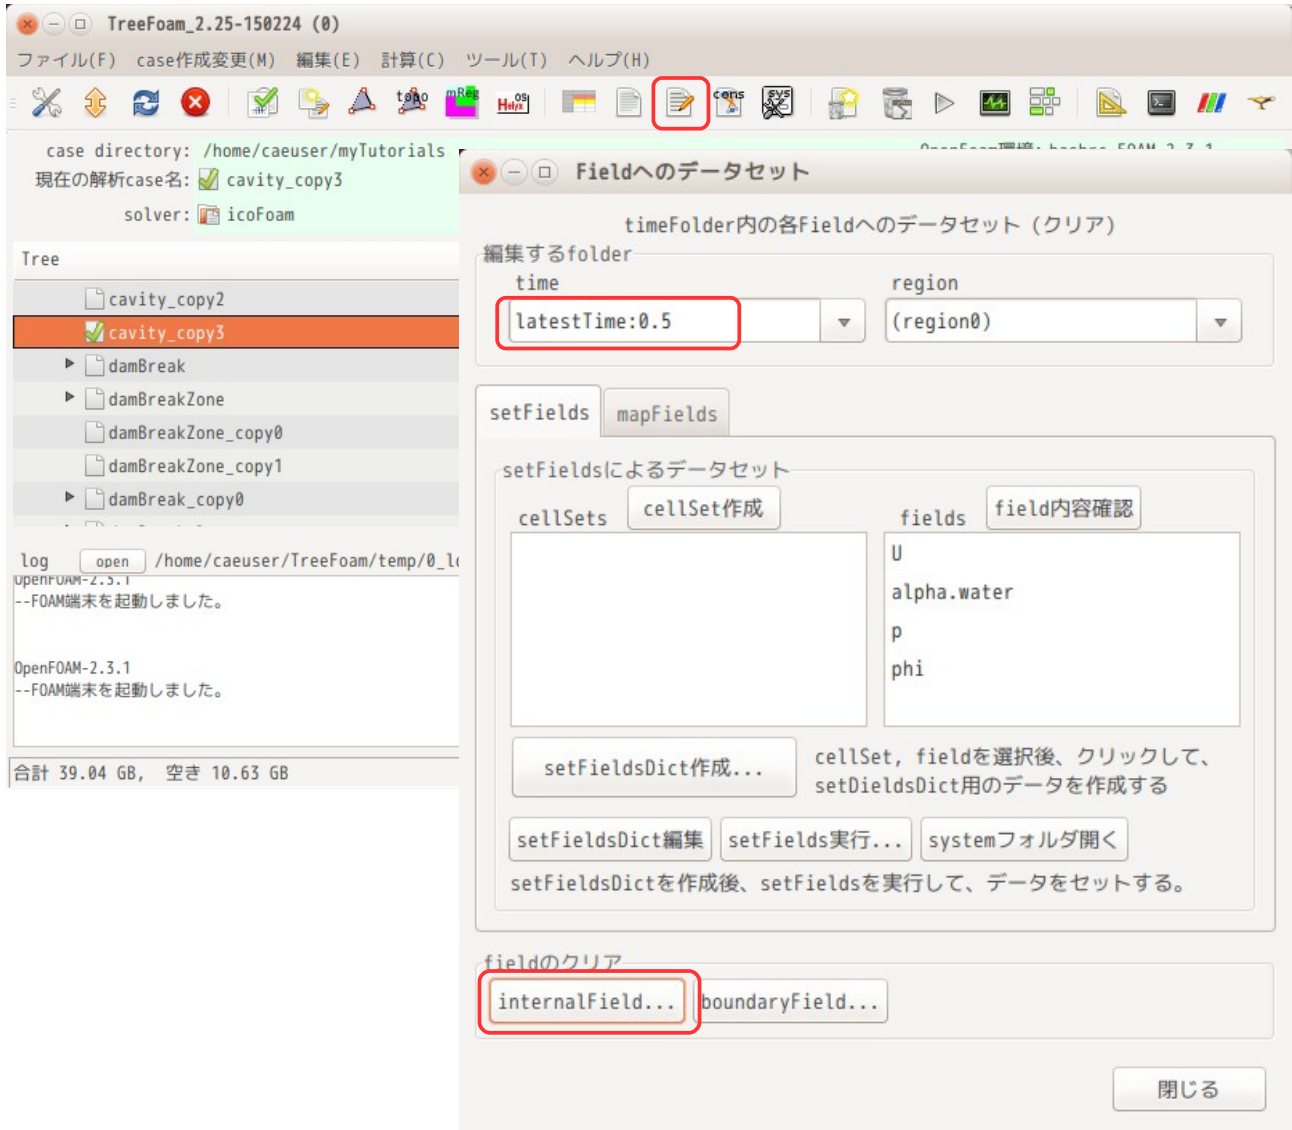 TreeFoam_2.25-150224 (0)
ファイル(F) case作成変更(M) 編集(E) 計算(C) ツール(T) ヘルプ(H)
topo mReg Helyx OS cons sys
case directory: /home/caeuser/myTutorials
現在の解析case名: cavity_copy3
solver: icoFoam
Tree
cavity_copy2
cavity_copy3
damBreak
damBreakZone
damBreakZone_copy0
damBreakZone_copy1
damBreak_copy0
log open /home/caeuser/TreeFoam/temp/0_lo
OpenFOAM-2.3.1
--FOAM端末を起動しました。
OpenFOAM-2.3.1
--FOAM端末を起動しました。
合計 39.04 GB, 空き 10.63 GB
Fieldへのデータセット
timeFolder内の各Fieldへのデータセット (クリア)
編集するfolder
time region
latestTime:0.5 (region0)
setFields mapFields
setFieldsによるデータセット
cellSets cellSet作成 fields field内容確認
U
alpha.water
p
phi
setFieldsDict作成... cellSet, fieldを選択後、クリックして、
setDieldsDict用のデータを作成する
setFieldsDict編集 setFields実行... systemフォルダ開く
setFieldsDictを作成後、setFieldsを実行して、データをセットする。
fieldのクリア
internalField... boundaryField...
閉じる